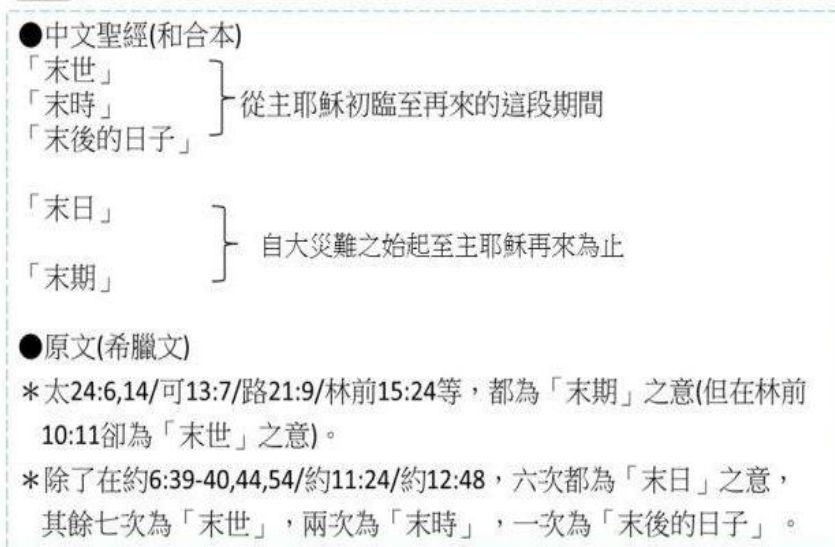 ●中文聖經(和合本)
「末世」
「末時」
從主耶穌初臨至再來的這段期間
「末後的日子」
「末日」
自大災難之始起至主耶穌再來為止
「末期」
●原文(希臘文)
＊太24:6,14/可13:7/路21:9/林前15:24等，都為「末期」之意(但在林前
10:11卻為「末世」之意)。
＊除了在約6:39-40,44,54/約11:24/約12:48，六次都為「末日」之意，
其餘七次為「末世」，兩次為「末時」，一次為「末後的日子」。